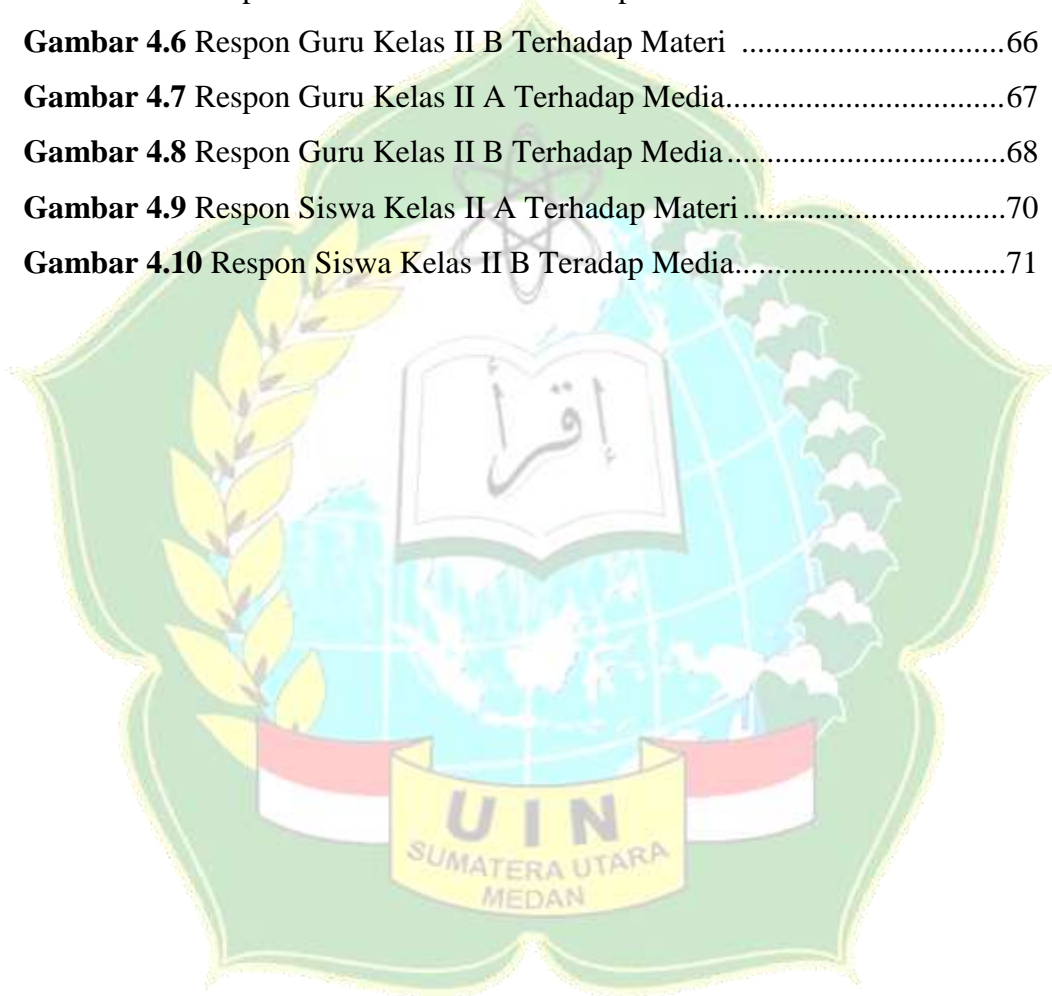 Gambar 4.6 Respon Guru Kelas II B Terhadap Materi ................................66
Gambar 4.7 Respon Guru Kelas II A Terhadap Media..................................67
Gambar 4.8 Respon Guru Kelas II B Terhadap Media..................................68
Gambar 4.9 Respon Siswa Kelas II A Terhadap Materi................................70
Gambar 4.10 Respon Siswa Kelas II B Teradap Media.................................71
إقرأ
UIN
SUMATERA UTARA
MEDAN